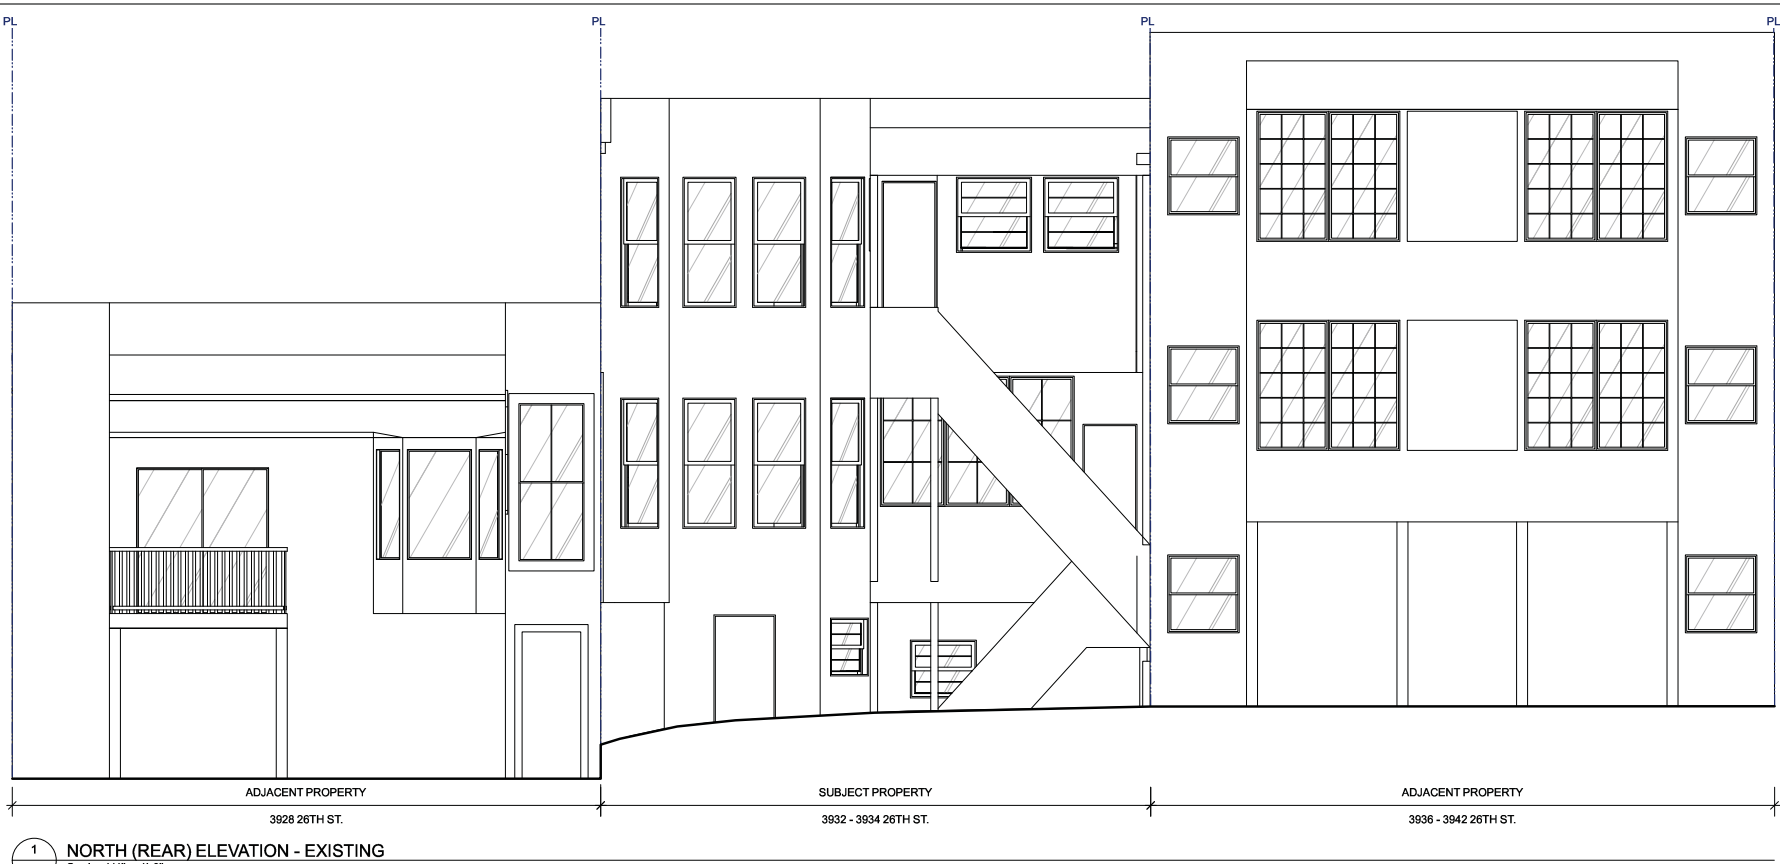 PL PL PL PL
ADJACENT PROPERTY SUBJECT PROPERTY ADJACENT PROPERTY
3928 26TH ST. 3932 - 3934 26TH ST. 3936 - 3942 26TH ST.
1 NORTH (REAR) ELEVATION - EXISTING